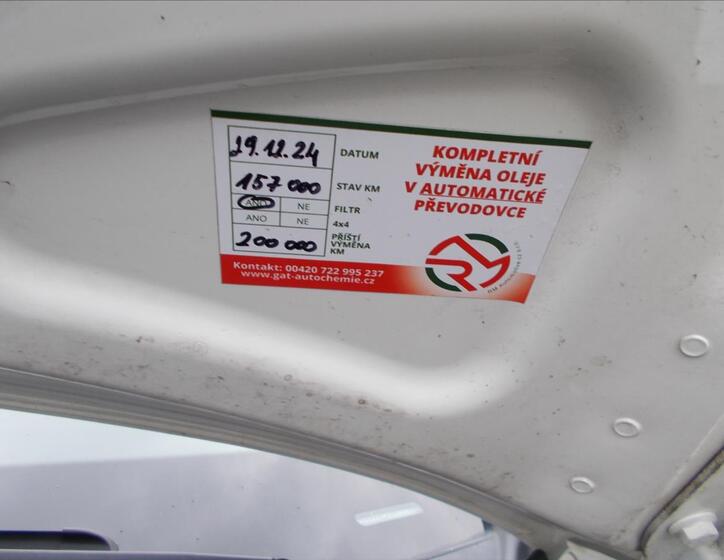 KOMPLETNÍ
VÝMĚNA OLEJE
V AUTOMATICKÉ
PŘEVODOVCE
19.12.24 DATUM
157 000 STAV KM
ANO NE FILTR
ANO NE 4x4
200 000 PŘÍŠTÍ VÝMĚNA KM
Kontakt: 00420 722 995 237
www.gat-autochemie.cz
RM